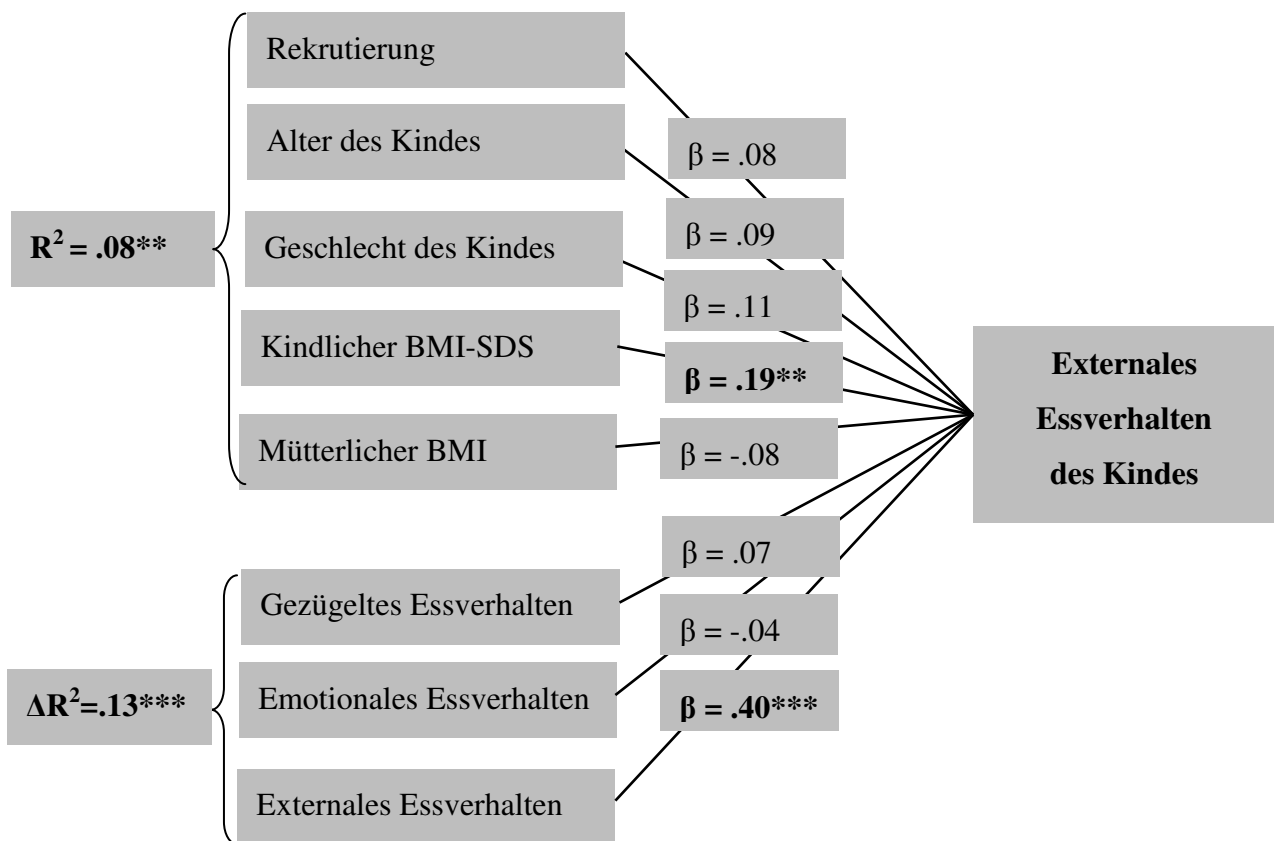 Rekrutierung
Alter des Kindes
β = .08
R² = .08**
Geschlecht des Kindes
β = .09
β = .11
Kindlicher BMI-SDS
β = .19**
Mütterlicher BMI
β = -.08
Externales
Essverhalten
des Kindes
Gezügeltes Essverhalten
β = .07
ΔR²=.13***
Emotionales Essverhalten
β = -.04
β = .40***
Externales Essverhalten